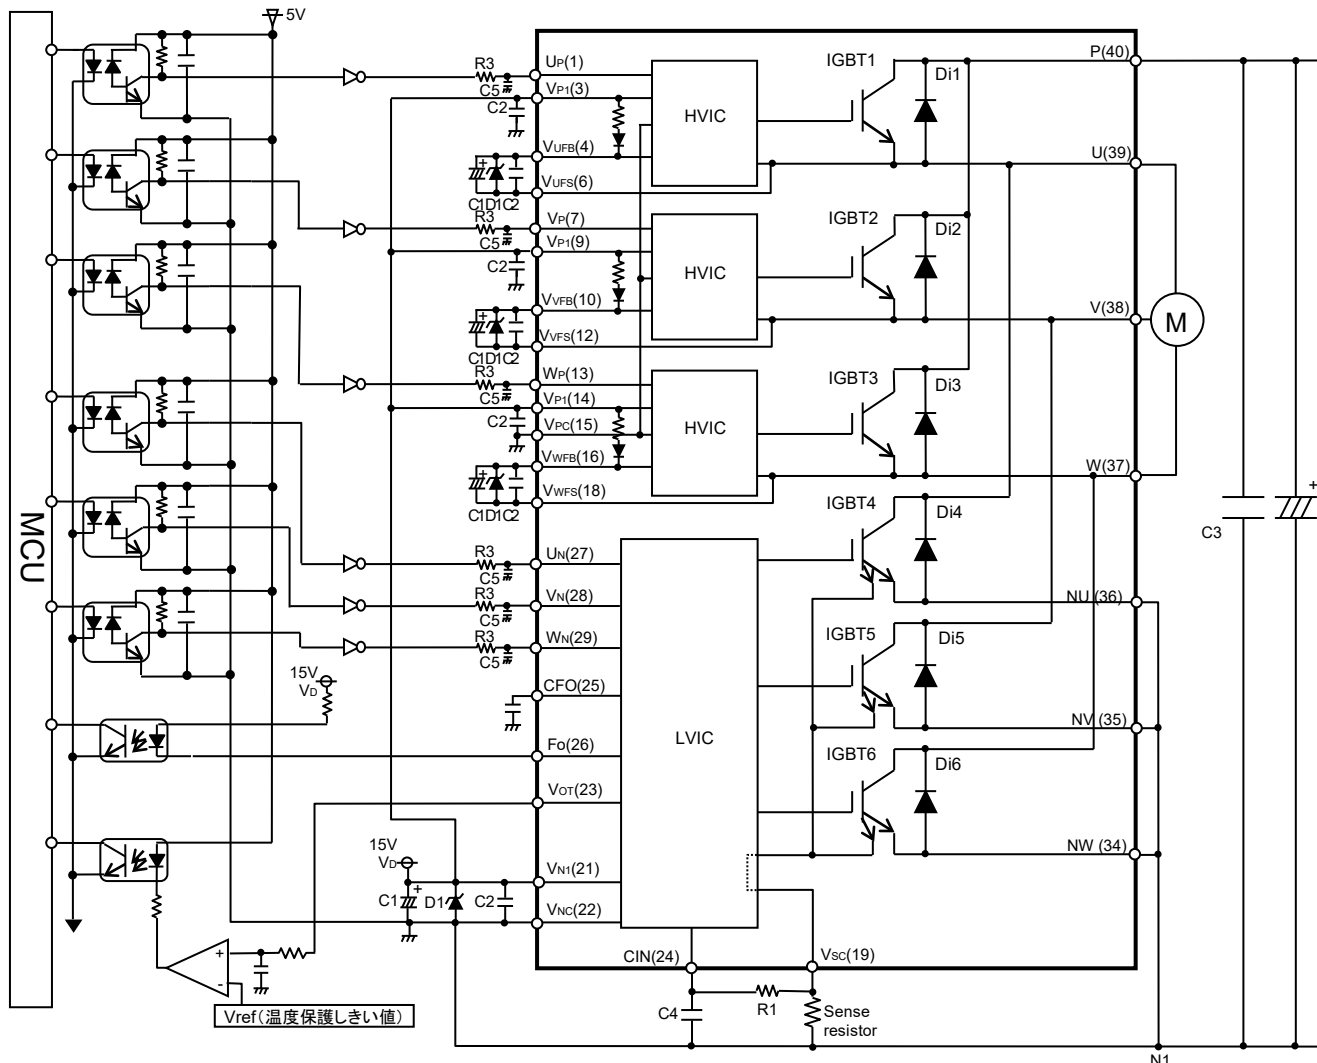 5V
MCU
R3
C5
UP(1)
VP1(3)
C2
VUFB(4)
VUFS(6)
C1D1C2
HVIC
IGBT1
Di1
P(40)
U(39)
R3
C5
VP(7)
VP1(9)
C2
VVFB(10)
VVFS(12)
C1D1C2
HVIC
IGBT2
Di2
V(38)
M
R3
C5
WP(13)
VP1(14)
C2
VPC(15)
VWFB(16)
VWFS(18)
C1D1C2
HVIC
IGBT3
Di3
W(37)
IGBT4
Di4
C3
+
R3
C5
UN(27)
R3
C5
VN(28)
R3
C5
WN(29)
NU (36)
IGBT5
Di5
15V
VD
CFO(25)
LVIC
NV (35)
Fo(26)
IGBT6
Di6
VOT(23)
15V
VD
VN1(21)
C1
+
D1
C2
VNC(22)
NW (34)
CIN(24)
VSC(19)
+
-
Vref(温度保護しきい値)
C4
R1
Sense
resistor
N1